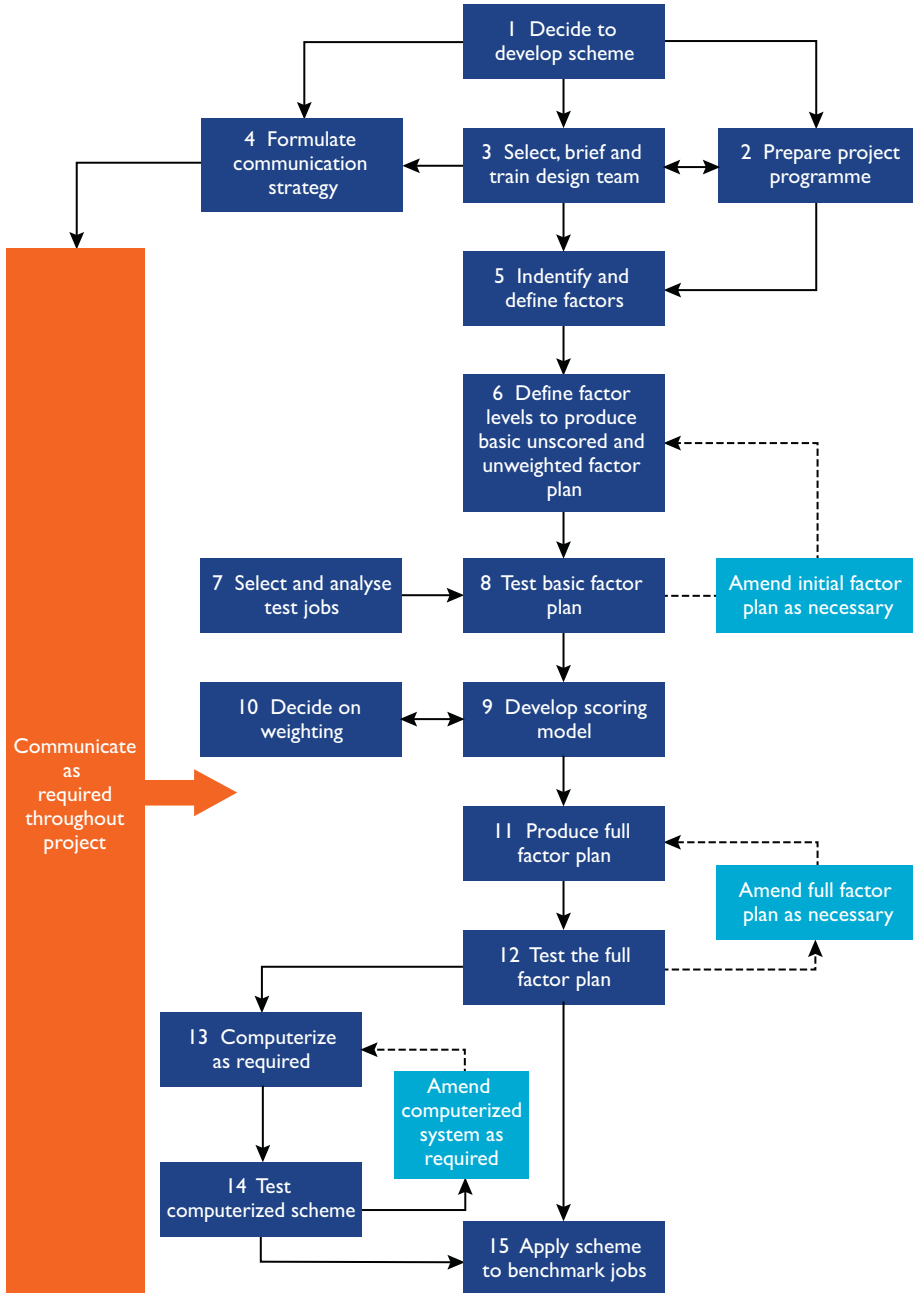 1 Decide to
develop scheme
4 Formulate
communication
strategy
3 Select, brief and
train design team
2 Prepare project
programme
5 Indentify and
define factors
6 Define factor
levels to produce
basic unscored and
unweighted factor
plan
7 Select and analyse
test jobs
8 Test basic factor
plan
Amend initial factor
plan as necessary
10 Decide on
weighting
9 Develop scoring
model
Communicate
as
required
throughout
project
11 Produce full
factor plan
Amend full factor
plan as necessary
12 Test the full
factor plan
13 Computerize
as required
Amend
computerized
system as
required
14 Test
computerized scheme
15 Apply scheme
to benchmark jobs